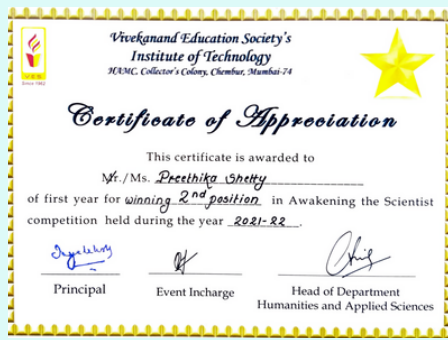 V.E.S
Since 1962
Vivekanand Education Society's
Institute of Technology
HAMC, Collector's Colony, Chembur, Mumbai-74
Certificate of Appreciation
This certificate is awarded to
Mr./Ms. Preethika Shetty
of first year for winning 2nd position in Awakening the Scientist
competition held during the year 2021-22.
Principal
Event Incharge
Head of Department
Humanities and Applied Sciences